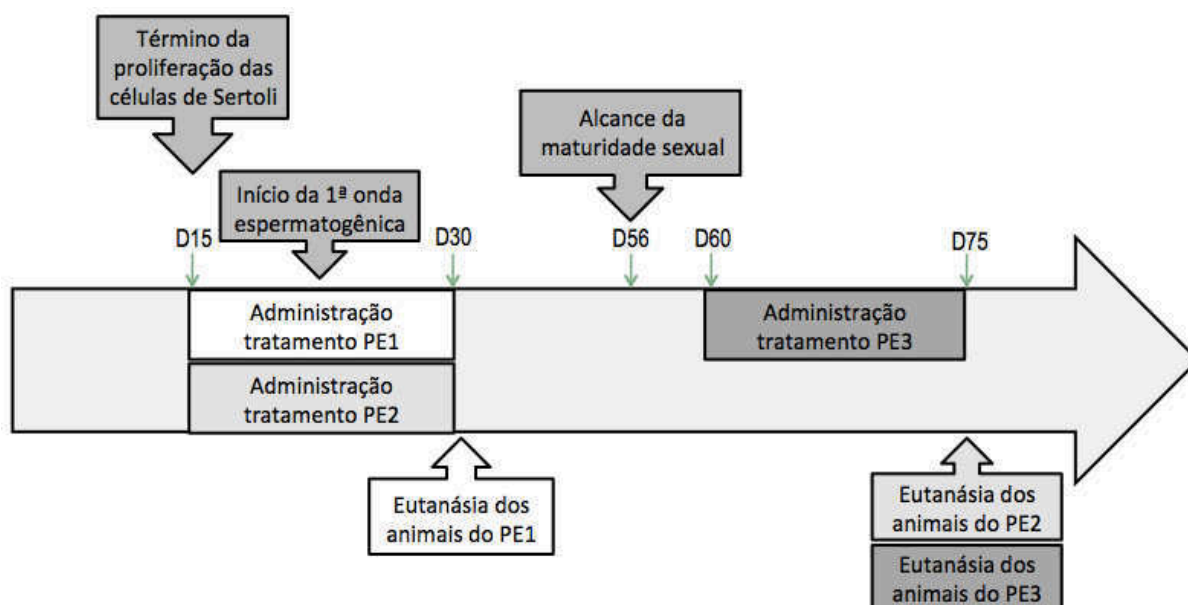 Término da
proliferação das
células de Sertoli
Início da 1ª onda
espermatogênica
Alcance da
maturidade sexual
D15
D30
D56
D60
D75
Administração
tratamento PE1
Administração
tratamento PE3
Administração
tratamento PE2
Eutanásia dos
animais do PE1
Eutanásia dos
animais do PE2
Eutanásia dos
animais do PE3